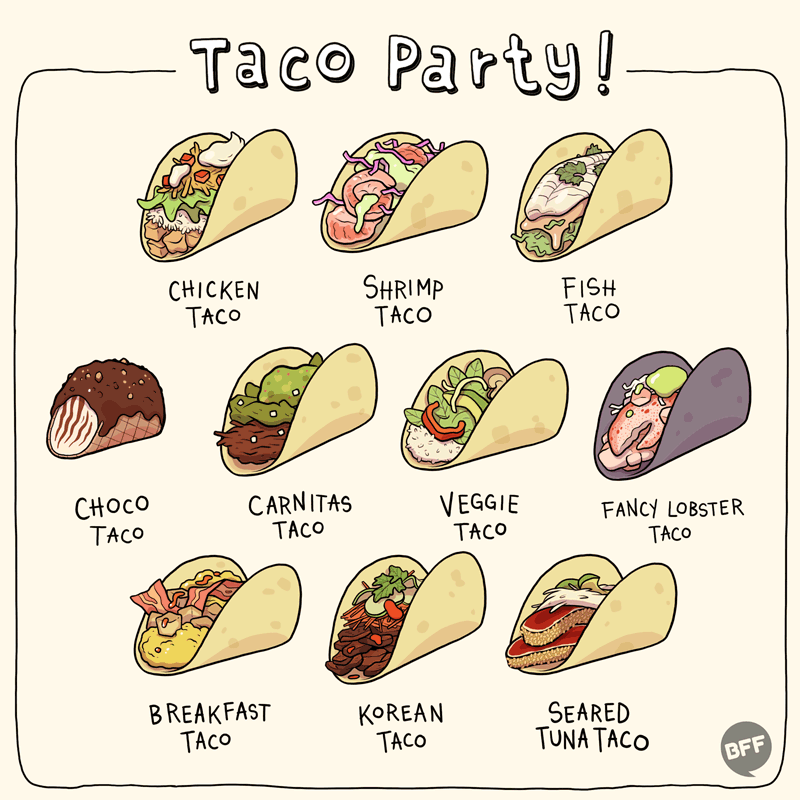 Taco Party!
CHICKEN
TACO
SHRIMP
TACO
FISH
TACO
CHOCO
TACO
CARNITAS
TACO
VEGGIE
TACO
FANCY LOBSTER
TACO
BREAKFAST
TACO
KOREAN
TACO
SEARED
TUNA TACO
BFF